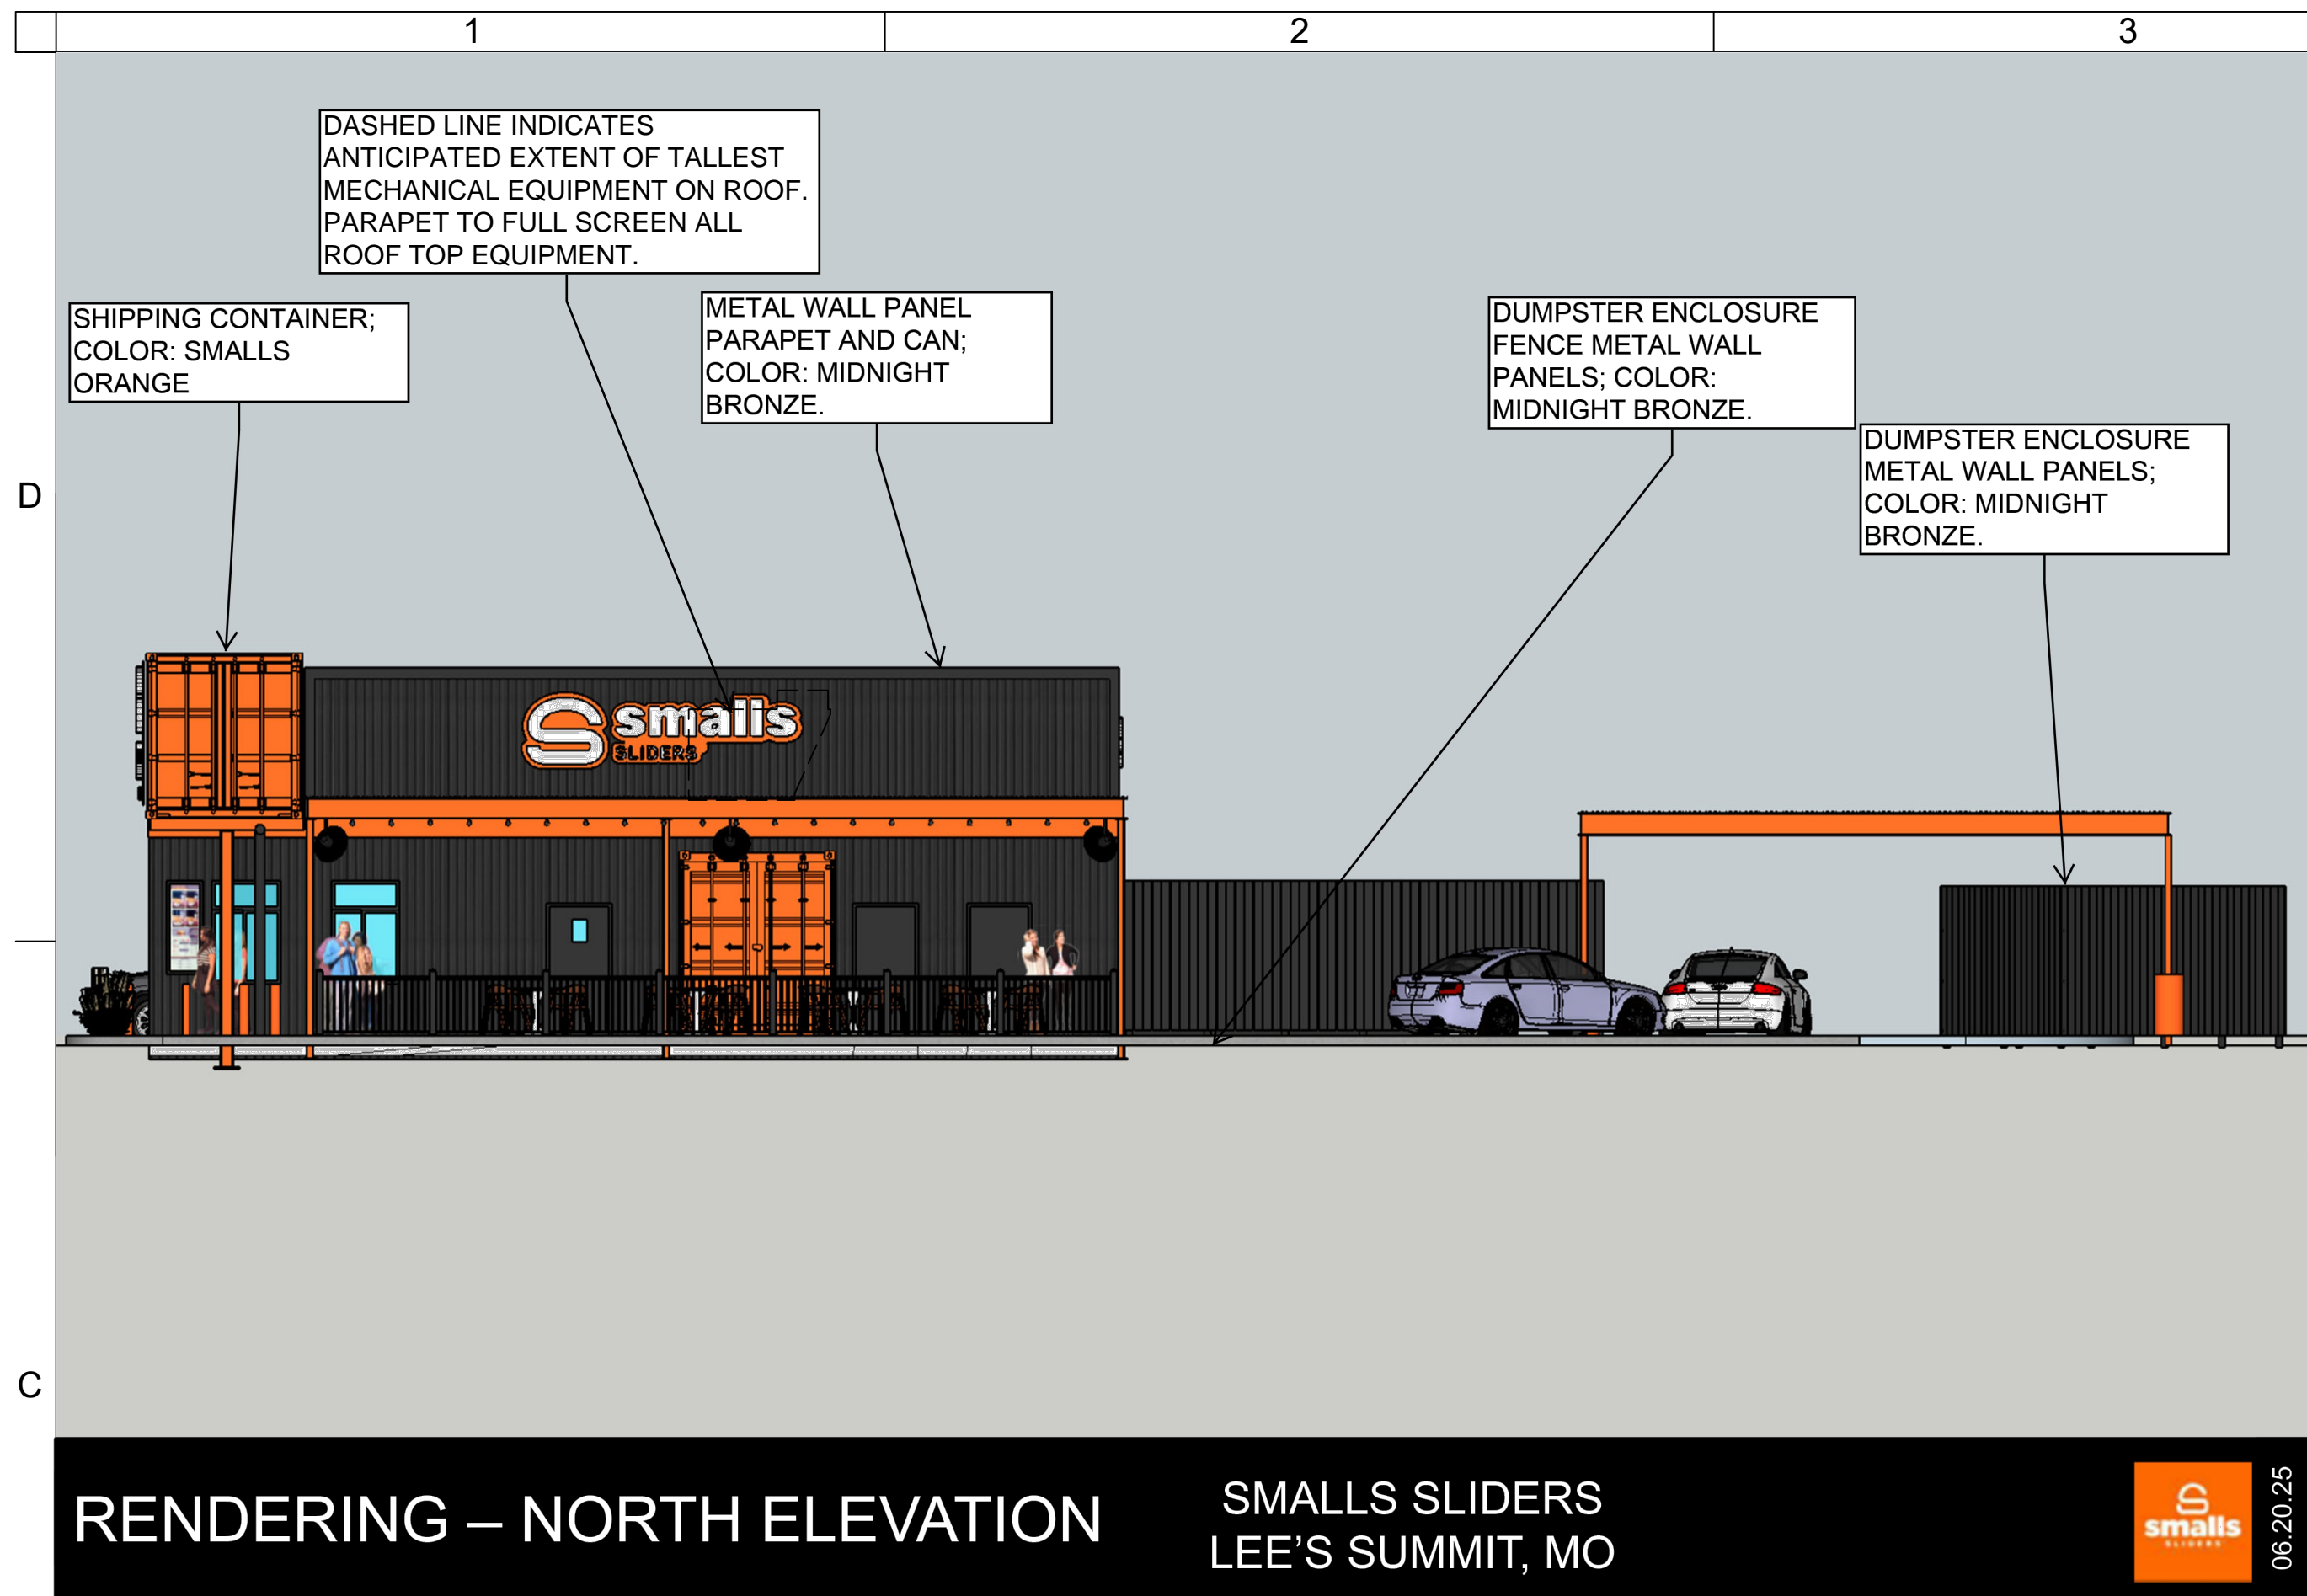 1
2
3
DASHED LINE INDICATES
ANTICIPATED EXTENT OF TALLEST
MECHANICAL EQUIPMENT ON ROOF.
PARAPET TO FULL SCREEN ALL
ROOF TOP EQUIPMENT.
SHIPPING CONTAINER;
COLOR: SMALLS
ORANGE
METAL WALL PANEL
PARAPET AND CAN;
COLOR: MIDNIGHT
BRONZE.
DUMPSTER ENCLOSURE
FENCE METAL WALL
PANELS; COLOR:
MIDNIGHT BRONZE.
DUMPSTER ENCLOSURE
METAL WALL PANELS;
COLOR: MIDNIGHT
BRONZE.
D
smalls
SLIDERS
C
RENDERING – NORTH ELEVATION
SMALLS SLIDERS
LEE’S SUMMIT, MO
smalls
SLIDERS
06.20.25